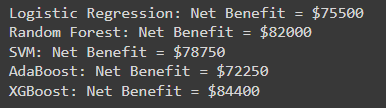 Logistic Regression: Net Benefit = $75500
Random Forest: Net Benefit = $82000
SVM: Net Benefit = $78750
AdaBoost: Net Benefit = $72250
XGBoost: Net Benefit = $84400